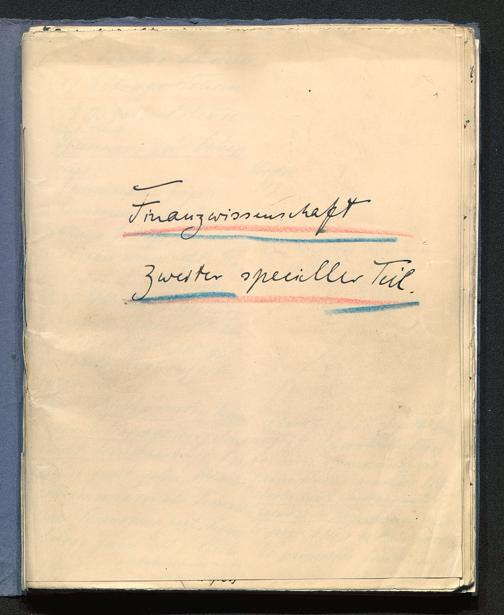 Finanzwissenschaft
Zweiter specieller Teil.